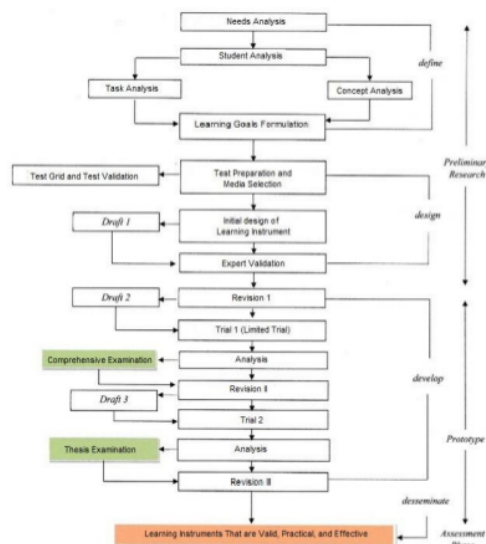 Needs Analysis
Student Analysis
define
Task Analysis
Concept Analysis
Learning Goals Formulation
Preliminary
Research
Test Grid and Test Validation
Test Preparation and
Media Selection
design
Draft 1
Initial design of
Learning Instrument
Expert Validation
Draft 2
Revision 1
Trial 1 (Limited Trial)
Comprehensive Examination
Analysis
develop
Revision II
Draft 3
Trial 2
Prototype
Thesis Examination
Analysis
Revision III
desseminate
Learning Instruments That are Valid, Practical, and Effective
Assessment